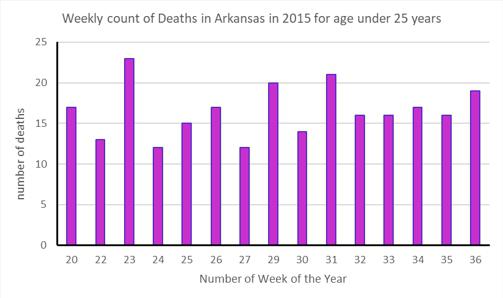 Weekly count of Deaths in Arkansas in 2015 for age under 25 years
number of deaths
25
20
15
10
5
0
20 22 23 24 25 26 27 29 30 31 32 33 34 35 36
Number of Week of the Year